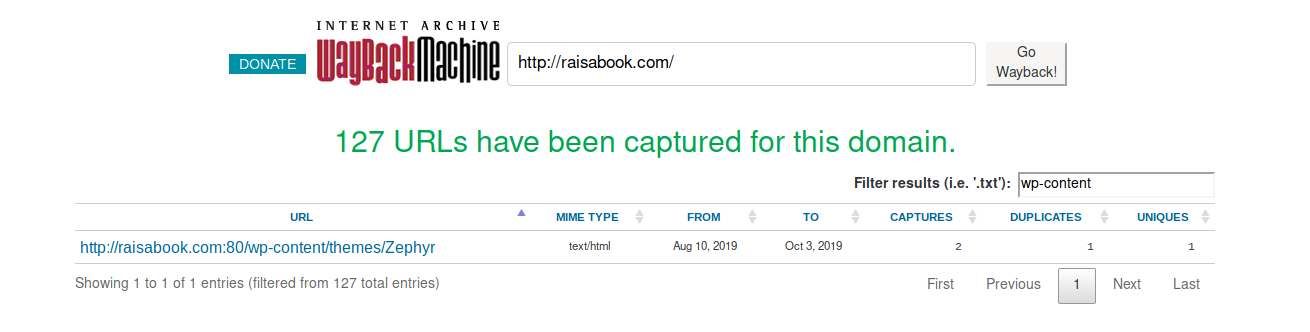 INTERNET ARCHIVE
DONATE
WayBackMachine
http://raisabook.com/
Go Wayback!
127 URLs have been captured for this domain.
Filter results (i.e. '.txt'): wp-content
URL MIME TYPE FROM TO CAPTURES DUPLICATES UNIQUES
http://raisabook.com:80/wp-content/themes/Zephyr text/html Aug 10, 2019 Oct 3, 2019 2 1 1
Showing 1 to 1 of 1 entries (filtered from 127 total entries) First Previous 1 Next Last